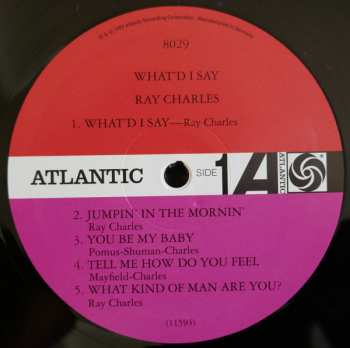 8029
WHAT'D I SAY
RAY CHARLES
1. WHAT'D I SAY—Ray Charles
ATLANTIC SIDE 1 A ATLANTIC
2. JUMPIN' IN THE MORNIN'
Ray Charles
3. YOU BE MY BABY
Pomus-Shuman-Charles
4. TELL ME HOW DO YOU FEEL
Mayfield-Charles
5. WHAT KIND OF MAN ARE YOU?
Ray Charles